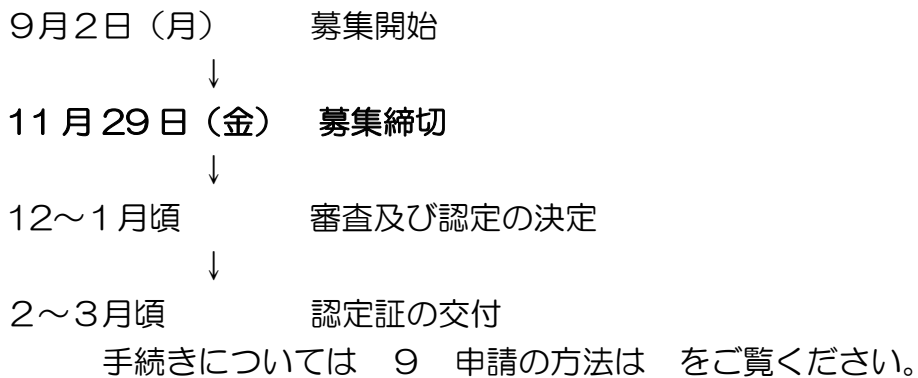 ９月２日（月）　　募集開始
↓
11月29日（金）　募集締切
↓
12～１月頃　　　　審査及び認定の決定
↓
２～３月頃　　　　認定証の交付
手続きについては　９　申請の方法は　をご覧ください。